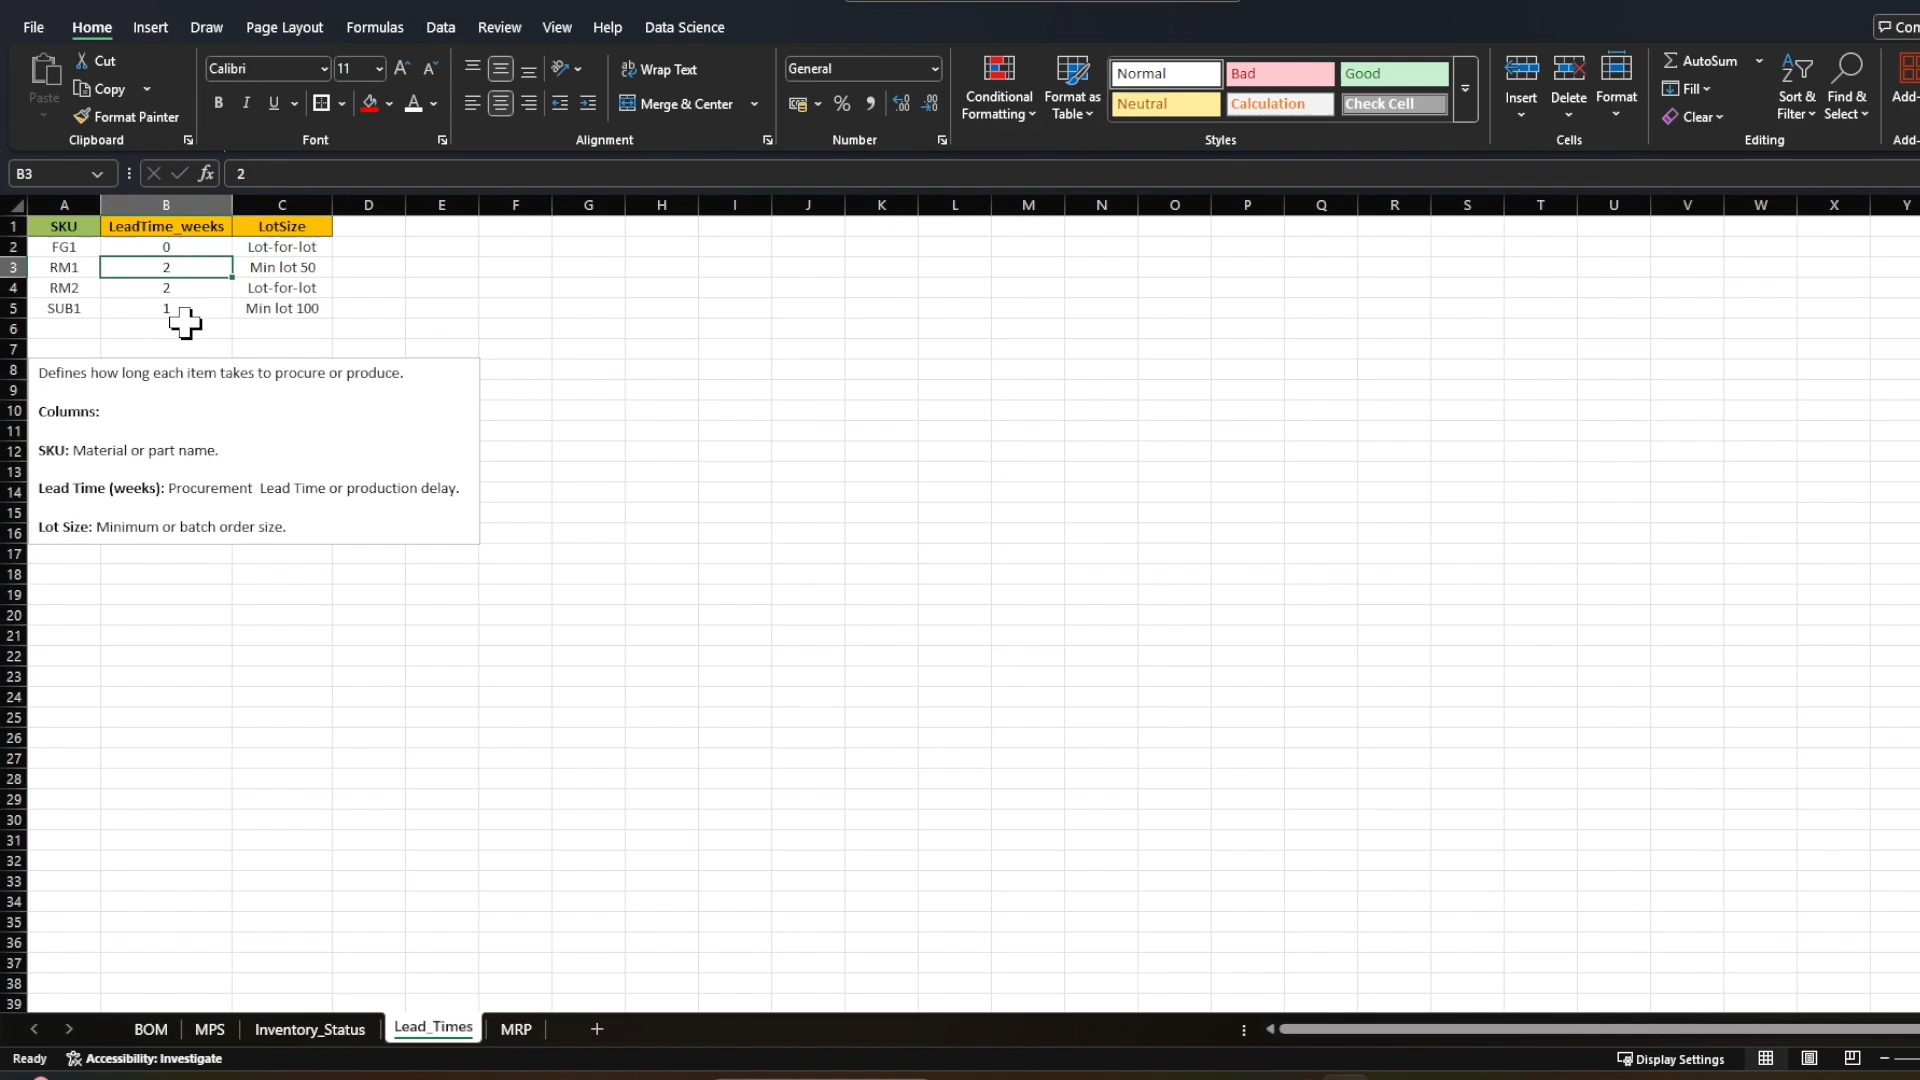 File Home Insert Draw Page Layout Formulas Data Review View Help Data Science
Paste
Cut
Copy
Format Painter
Clipboard
Calibri 11
B I U A
Font
Wrap Text
Merge & Center
Alignment
General
% 9
Number
Conditional Formatting
Format as Table
Normal Bad Good
Neutral Calculation Check Cell
Styles
Insert Delete Format
Cells
AutoSum
Fill
Clear
Sort & Filter
Find & Select
Editing
Add-
Add-
B3 fx 2
A B C D E F G H I J K L M N O P Q R S T U V W X Y
1 SKU LeadTime_weeks LotSize
2 FG1 0 Lot-for-lot
3 RM1 2 Min lot 50
4 RM2 2 Lot-for-lot
5 SUB1 1 Min lot 100
6
7
8 Defines how long each item takes to procure or produce.
9
10 Columns:
11
12 SKU: Material or part name.
13
14 Lead Time (weeks): Procurement Lead Time or production delay.
15
16 Lot Size: Minimum or batch order size.
17
18
19
20
21
22
23
24
25
26
27
28
29
30
31
32
33
34
35
36
37
38
39
BOM MPS Inventory_Status Lead_Times MRP
Ready Accessibility: Investigate Display Settings